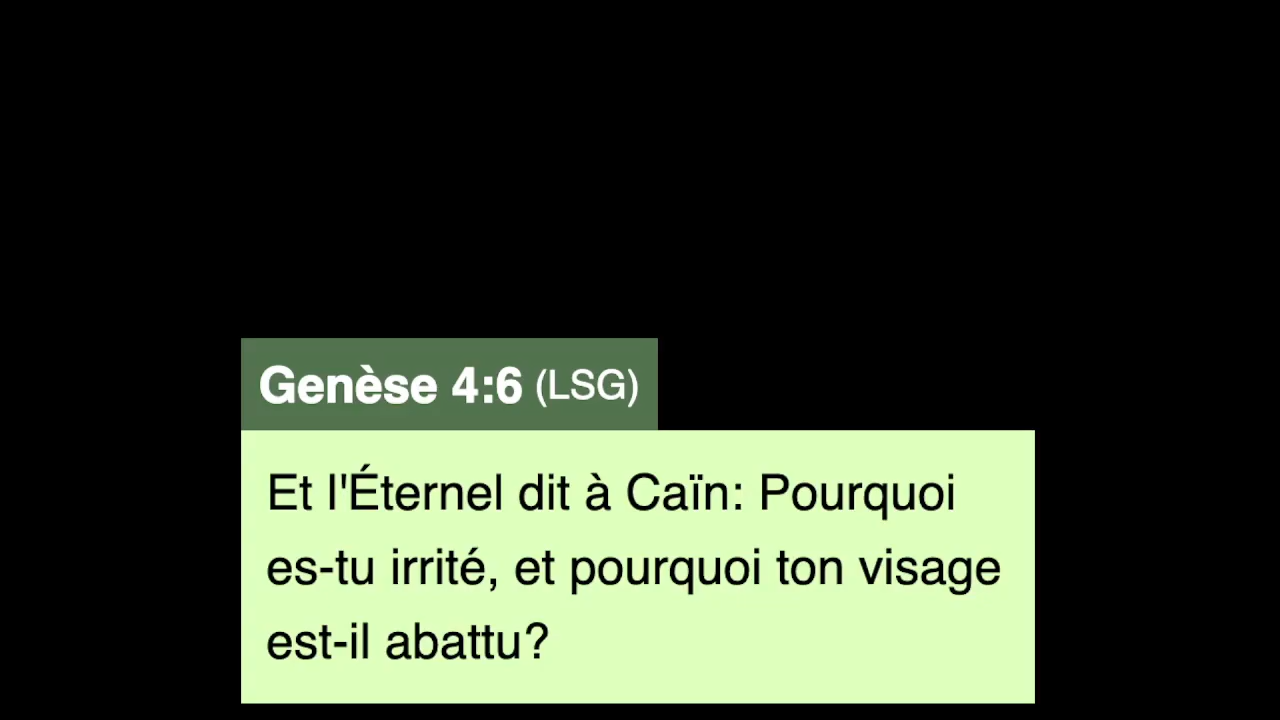 Genèse 4:6 (LSG)
Et l'Éternel dit à Caïn: Pourquoi
es-tu irrité, et pourquoi ton visage
est-il abattu?